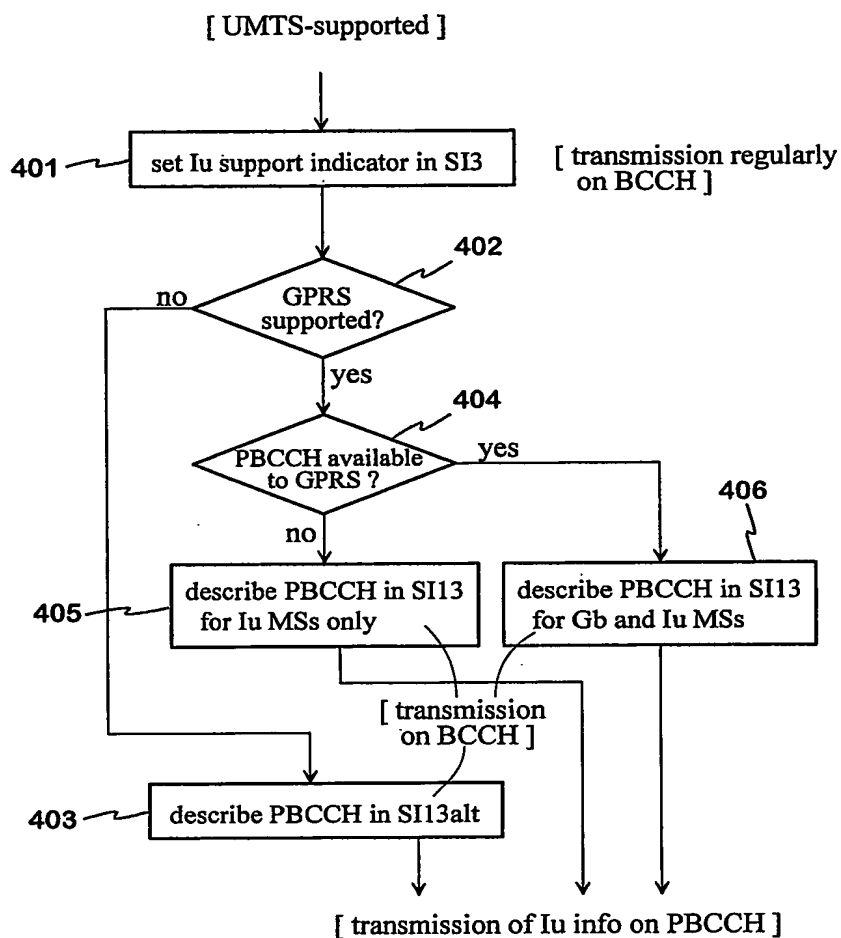 [ UMTS-supported ]
401
set Iu support indicator in SI3
[ transmission regularly
on BCCH ]
402
no
GPRS
supported?
yes
404
PBCCH available
to GPRS ?
yes
406
no
405
describe PBCCH in SI13
for Iu MSs only
describe PBCCH in SI13
for Gb and Iu MSs
[ transmission
on BCCH ]
403
describe PBCCH in SI13alt
[ transmission of Iu info on PBCCH ]